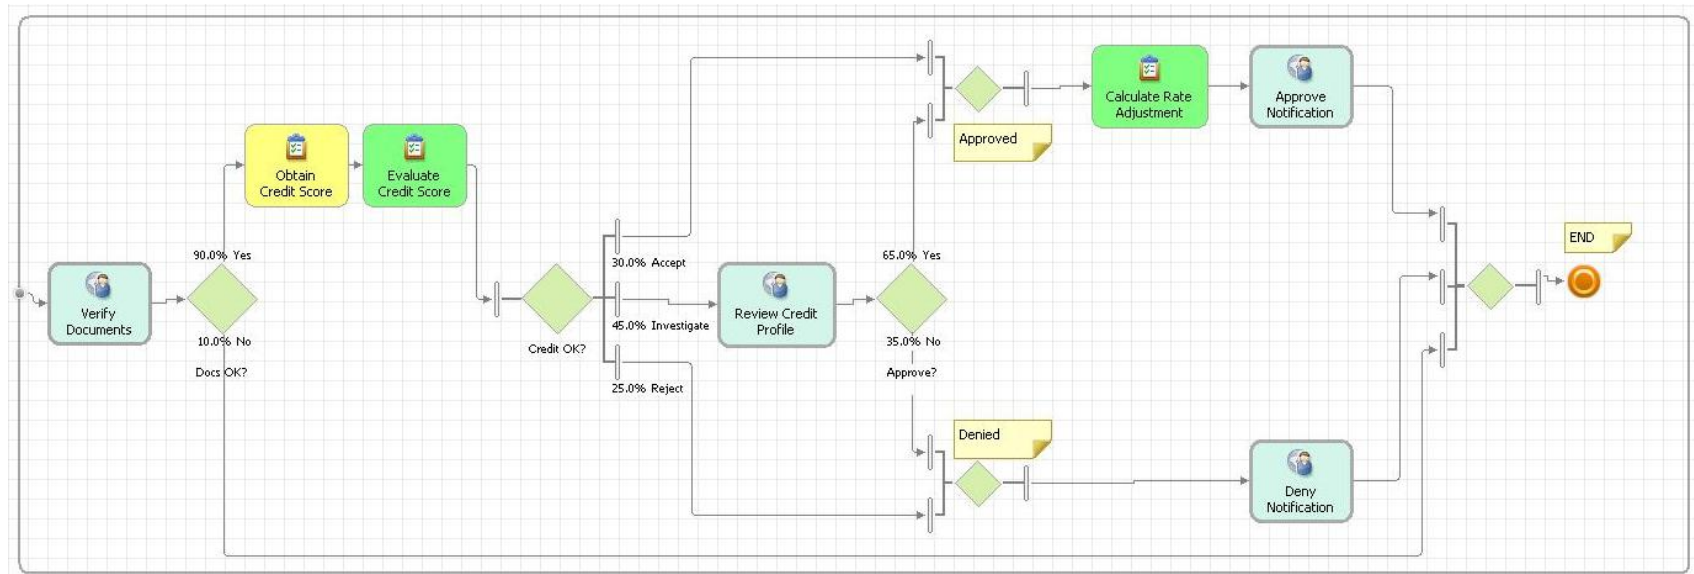 Calculate Rate
Adjustment
Approve
Notification
Approved
Obtain
Credit Score
Evaluate
Credit Score
90.0% Yes
30.0% Accept
65.0% Yes
END
Verify
Documents
Review Credit
Profile
45.0% Investigate
10.0% No
35.0% No
Credit OK?
Docs OK?
Approve?
25.0% Reject
Denied
Deny
Notification